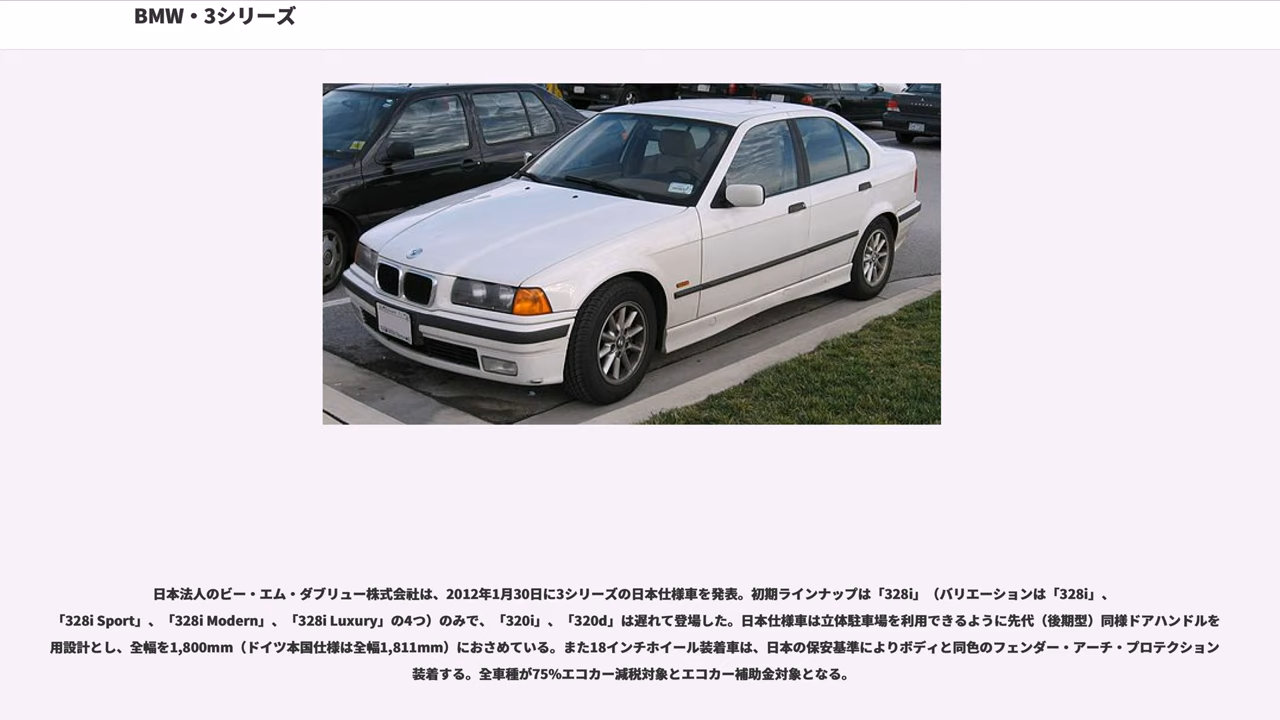 BMW・3シリーズ
日本法人のビー・エム・ダブリュー株式会社は、2012年1月30日に3シリーズの日本仕様車を発表。初期ラインナップは「328i」（バリエーションは「328i」、
「328i Sport」、「328i Modern」、「328i Luxury」の4つ）のみで、「320i」、「320d」は遅れて登場した。日本仕様車は立体駐車場を利用できるように先代（後期型）同様ドアハンドルを
用設計とし、全幅を1,800mm（ドイツ本国仕様は全幅1,811mm）におさめている。また18インチホイール装着車は、日本の保安基準によりボディと同色のフェンダー・アーチ・プロテクション
装着する。全車種が75%エコカー減税対象とエコカー補助金対象となる。